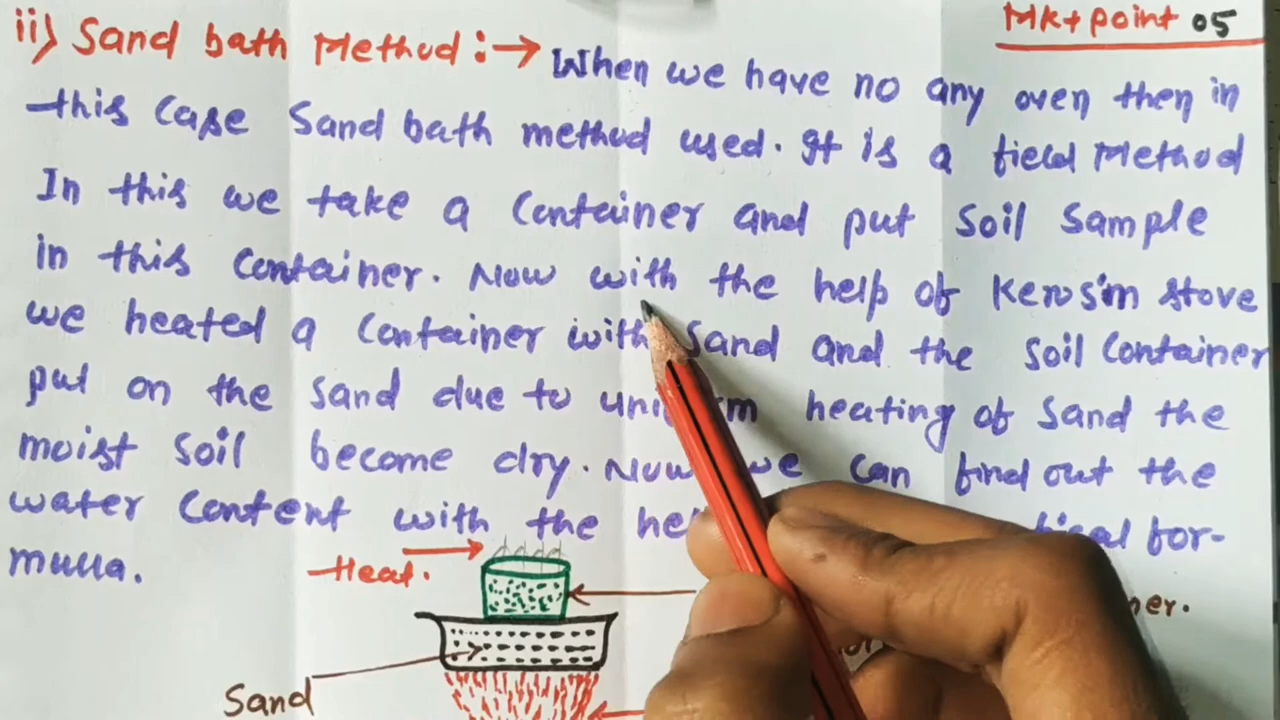 ii) Sand bath Method:→ When we have no any oven then in
Mk+point 05
this case Sand bath method used. It is a field Method
In this we take a Container and put soil sample
in this container. Now with the help of Kerosim stove
we heated a container with sand and the soil Container
put on the sand due to heating of sand the
moist soil become dry. Now we can find out the
water content with the for-
mulla.
Heat.
Sand